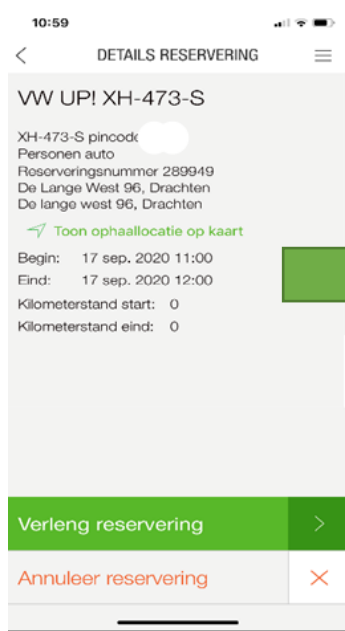 10:59
DETAILS RESERVERING
VW UP! XH-473-S
XH-473-S pincode
Personen auto
Reserveringsnummer 289949
De Lange West 96, Drachten
De lange west 96, Drachten
Toon ophaallocatie op kaart
Begin: 17 sep. 2020 11:00
Eind: 17 sep. 2020 12:00
Kilometerstand start: 0
Kilometerstand eind: 0
Verleng reservering
Annuleer reservering